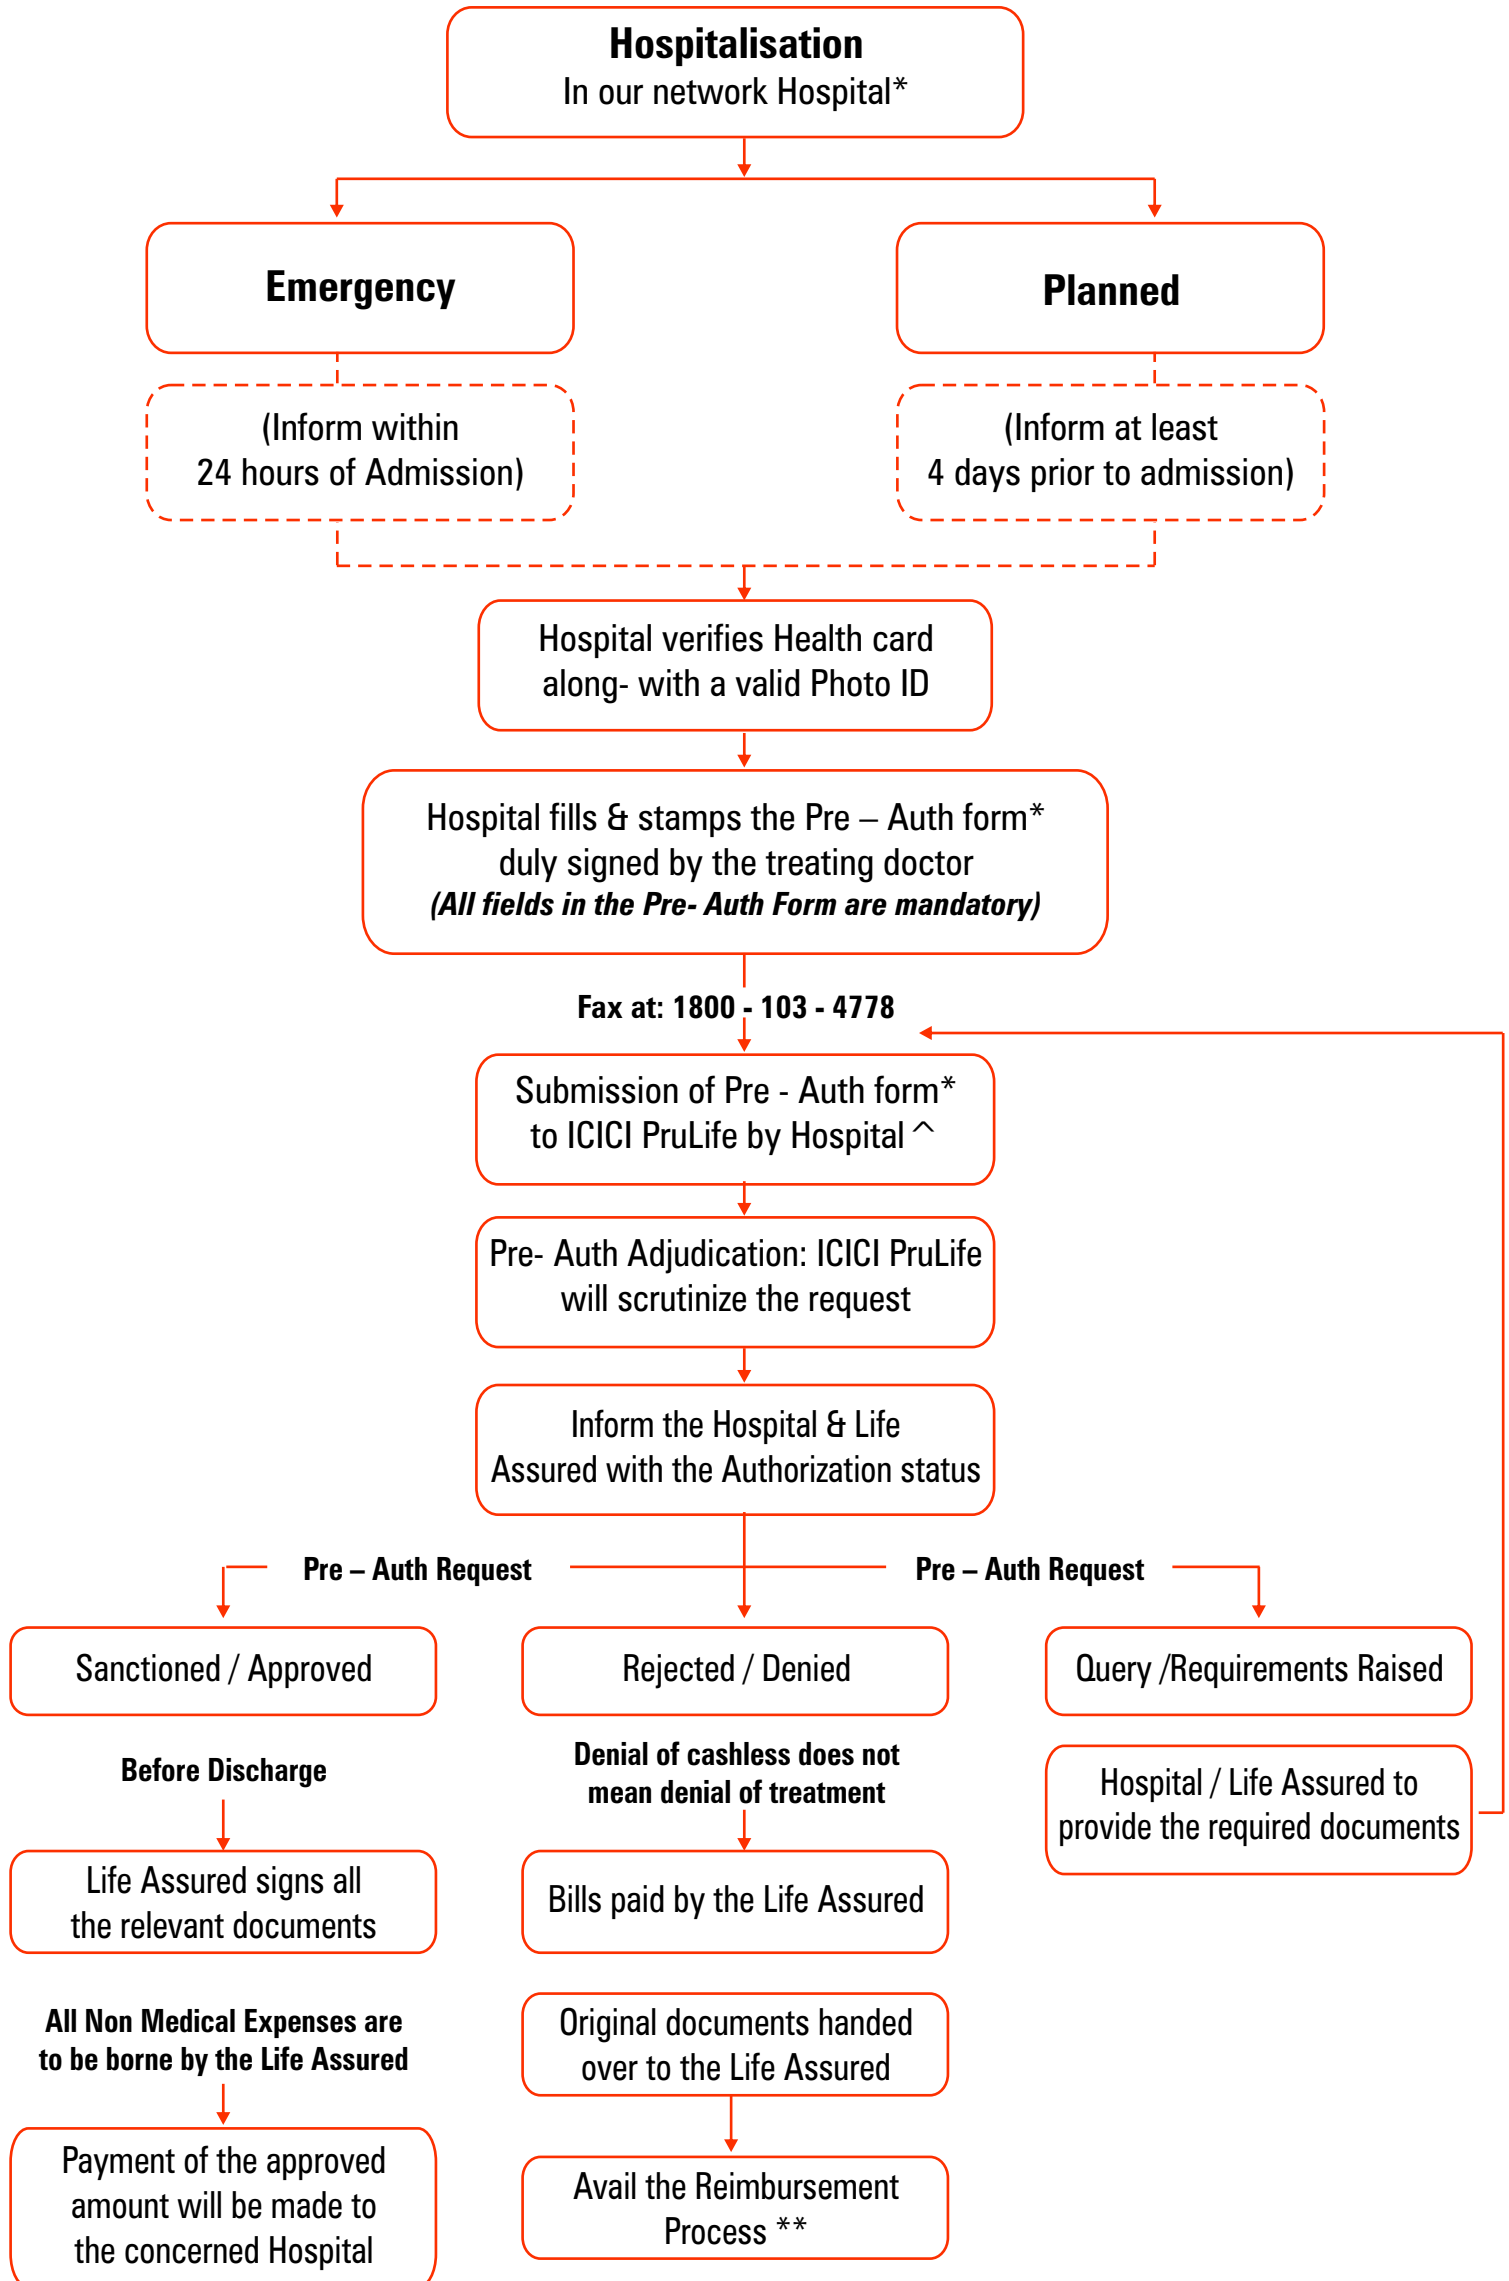 Hospitalisation
In our network Hospital*
Emergency
Planned
(Inform within
24 hours of Admission)
(Inform at least
4 days prior to admission)
Hospital verifies Health card
along- with a valid Photo ID
Hospital fills & stamps the Pre – Auth form*
duly signed by the treating doctor
(All fields in the Pre- Auth Form are mandatory)
Fax at: 1800 - 103 - 4778
Submission of Pre - Auth form*
to ICICI PruLife by Hospital ^
Pre- Auth Adjudication: ICICI PruLife
will scrutinize the request
Inform the Hospital & Life
Assured with the Authorization status
Pre – Auth Request
Pre – Auth Request
Sanctioned / Approved
Rejected / Denied
Query /Requirements Raised
Before Discharge
Denial of cashless does not
mean denial of treatment
Hospital / Life Assured to
provide the required documents
Life Assured signs all
the relevant documents
Bills paid by the Life Assured
All Non Medical Expenses are
to be borne by the Life Assured
Original documents handed
over to the Life Assured
Payment of the approved
amount will be made to
the concerned Hospital
Avail the Reimbursement
Process **